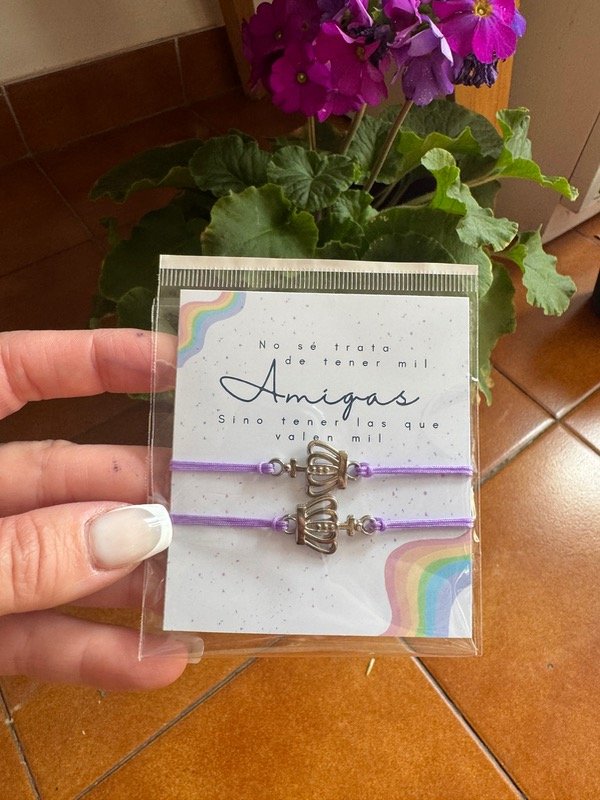 No sé trata
de tener mil
Amigas
Sino tener las que
valen mil